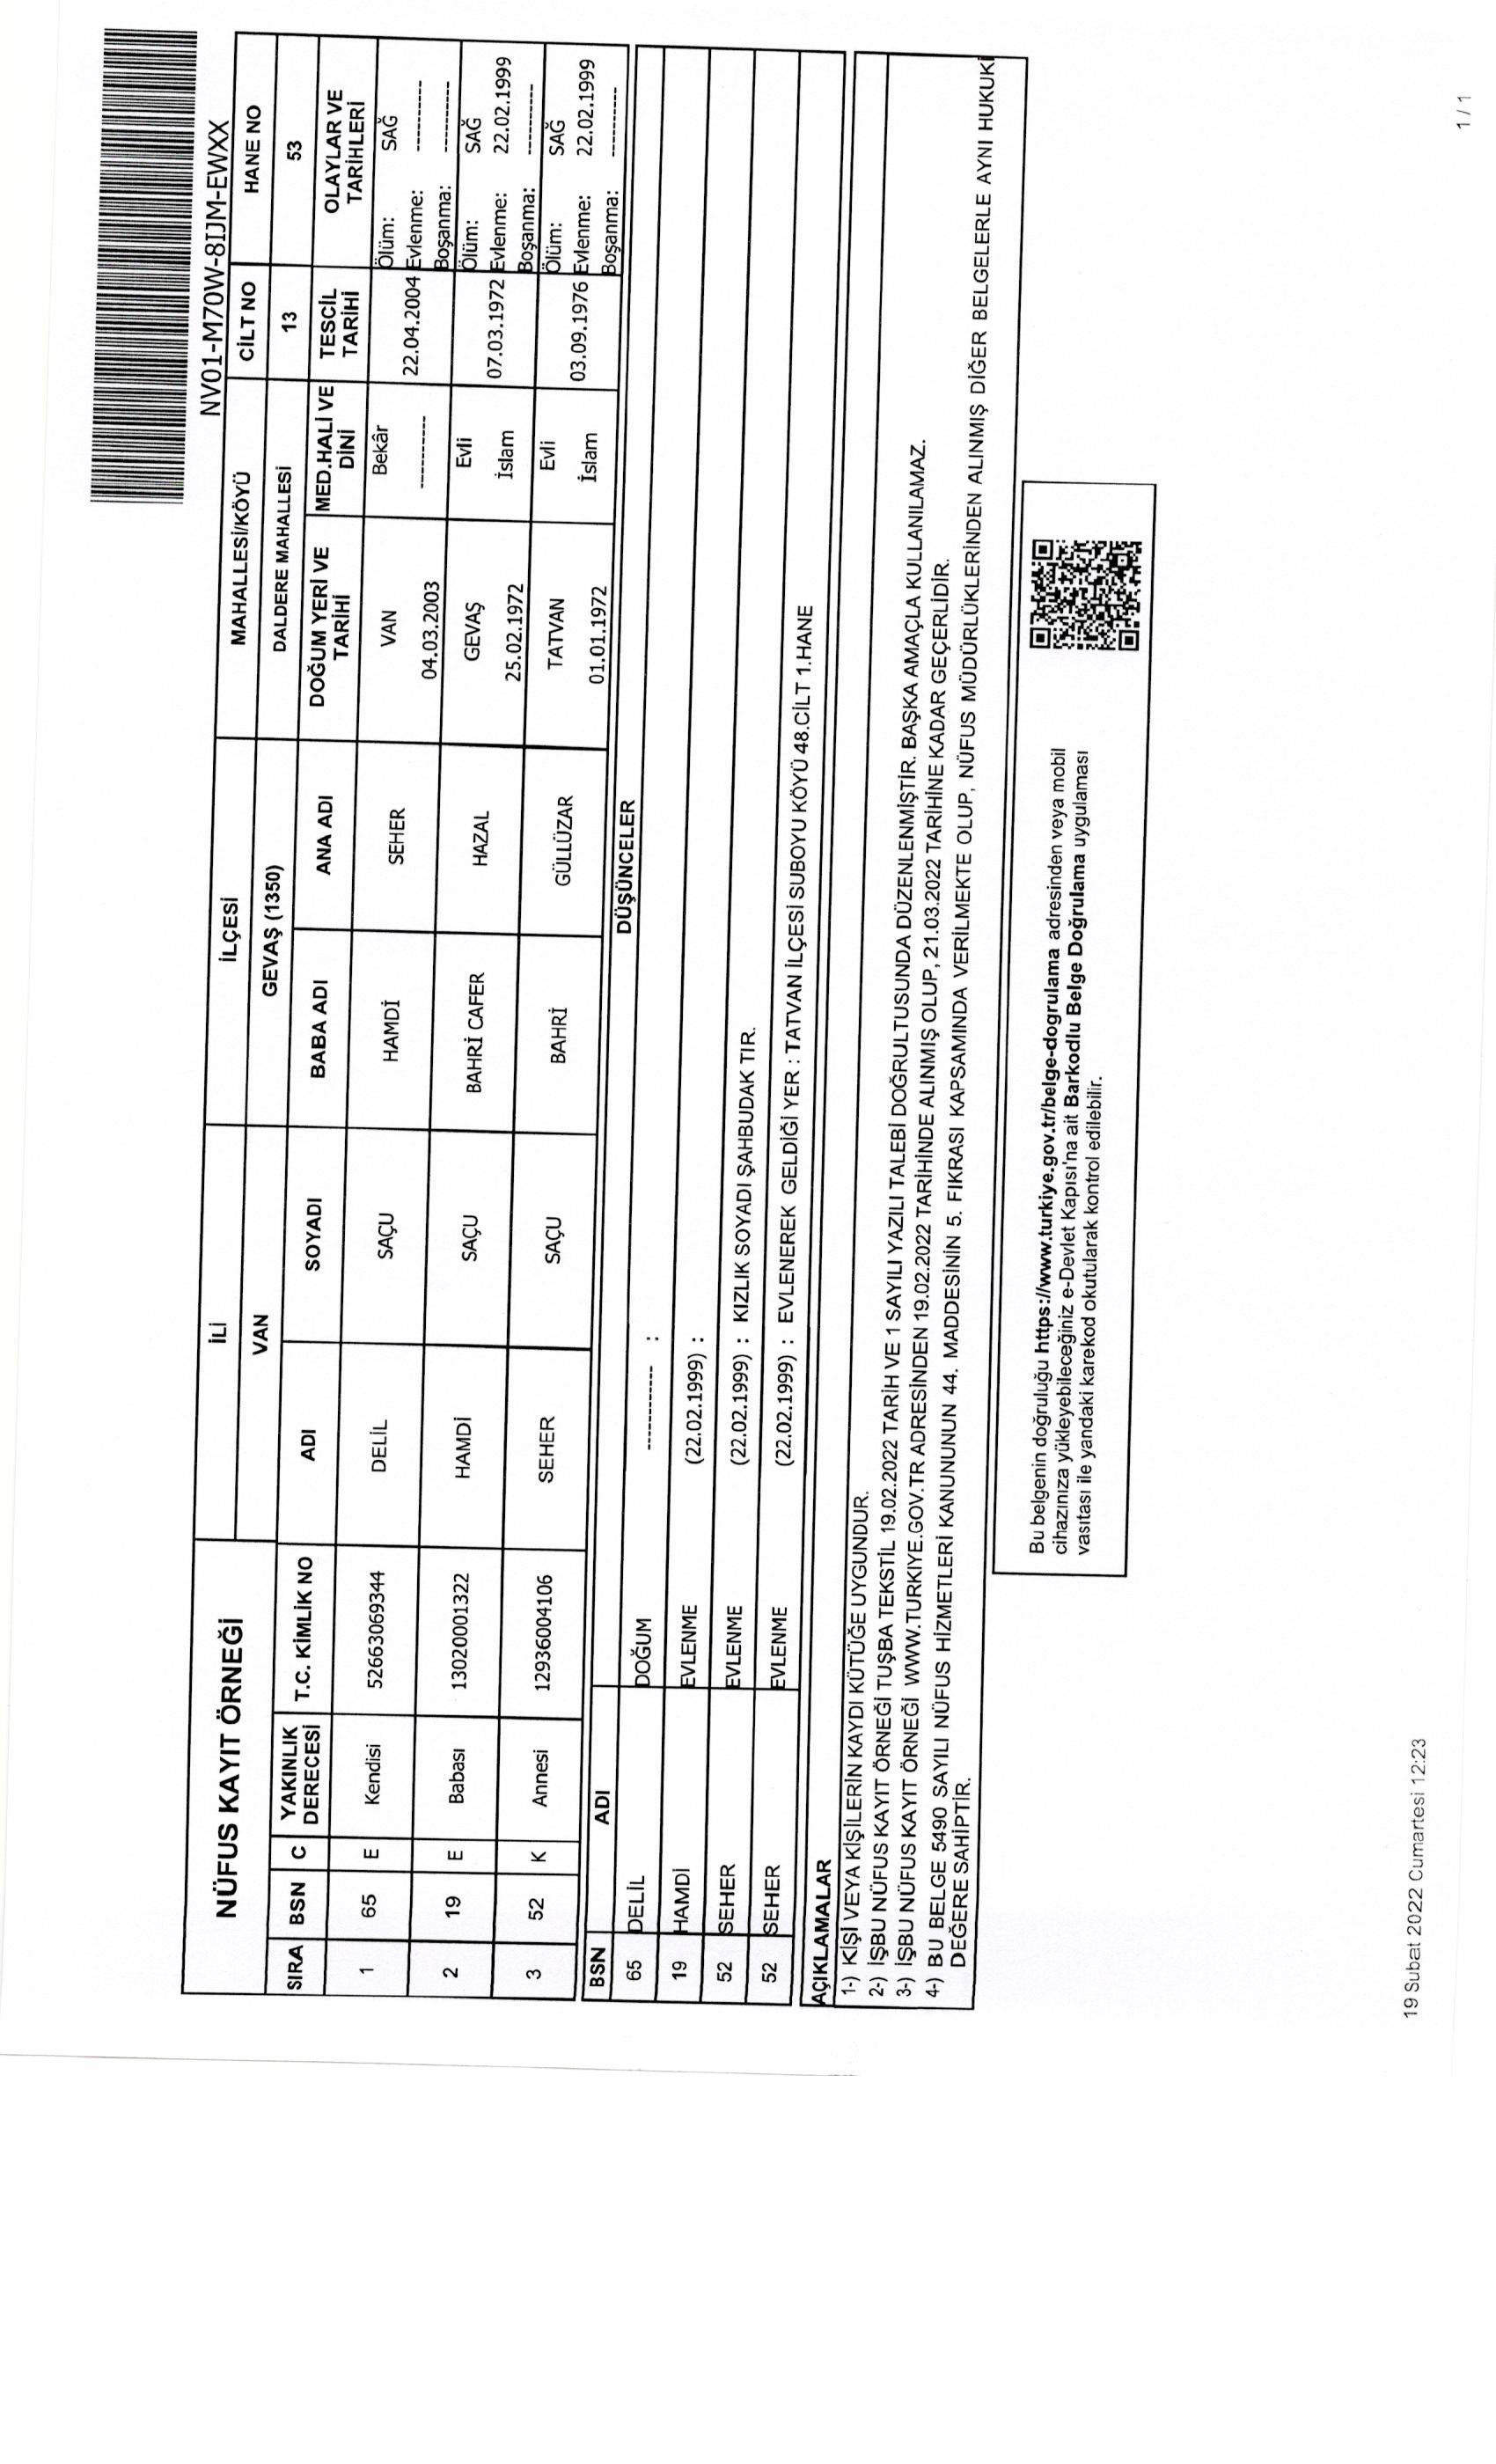 NV01-M70W-8IJM-EWXX
NÜFUS KAYIT ÖRNEĞİ İLİ İLÇESİ MAHALLESİ/KÖYÜ CİLT NO HANE NO
VAN GEVAŞ (1350) DALDERE MAHALLESİ 13 53
SIRA BSN C YAKINLIK DERECESİ T.C. KİMLİK NO ADI SOYADI BABA ADI ANA ADI DOĞUM YERİ VE TARİHİ MED.HALİ VE DİNİ TESCİL TARİHİ OLAYLAR VE TARİHLERİ
1 65 E Kendisi 52663069344 DELİL SAÇU HAMDİ SEHER VAN 04.03.2003 Bekâr ---------- 22.04.2004 Ölüm: SAĞ
Evlenme: ----------
Boşanma: ----------
2 19 E Babası 13020001322 HAMDİ SAÇU BAHRİ CAFER HAZAL GEVAŞ 25.02.1972 Evli İslam 07.03.1972 Ölüm: SAĞ
Evlenme: 22.02.1999
Boşanma: ----------
3 52 K Annesi 12936004106 SEHER SAÇU BAHRİ GÜLLÜZAR TATVAN 01.01.1972 Evli İslam 03.09.1976 Ölüm: SAĞ
Evlenme: 22.02.1999
Boşanma: ----------
BSN ADI DÜŞÜNCELER
65 DELİL DOĞUM ------------ :
19 HAMDİ EVLENME (22.02.1999) :
52 SEHER EVLENME (22.02.1999) : KIZLIK SOYADI ŞAHBUDAK TIR.
52 SEHER EVLENME (22.02.1999) : EVLENEREK GELDİĞİ YER : TATVAN İLÇESİ SUBOYU KÖYÜ 48.CİLT 1.HANE
AÇIKLAMALAR
1-) KİŞİ VEYA KİŞİLERİN KAYDI KÜTÜĞE UYGUNDUR.
2-) İŞBU NÜFUS KAYIT ÖRNEĞİ TUŞBA TEKSTİL 19.02.2022 TARİH VE 1 SAYILI YAZILI TALEBİ DOĞRULTUSUNDA DÜZENLENMİŞTİR. BAŞKA AMAÇLA KULLANILAMAZ.
3-) İŞBU NÜFUS KAYIT ÖRNEĞİ WWW.TURKIYE.GOV.TR ADRESİNDEN 19.02.2022 TARİHİNDE ALINMIŞ OLUP, 21.03.2022 TARİHİNE KADAR GEÇERLİDİR.
4-) BU BELGE 5490 SAYILI NÜFUS HİZMETLERİ KANUNUNUN 44. MADDESİNİN 5. FIKRASI KAPSAMINDA VERİLMEKTE OLUP, NÜFUS MÜDÜRLÜKLERİNDEN ALINMIŞ DİĞER BELGELERLE AYNI HUKUKİ
DEĞERE SAHİPTİR.
Bu belgenin doğruluğu https://www.turkiye.gov.tr/belge-dogrulama adresinden veya mobil
cihazınıza yükleyebileceğiniz e-Devlet Kapısı'na ait Barkodlu Belge Doğrulama uygulaması
vasıtası ile yandaki karekod okutularak kontrol edilebilir.
19 Subat 2022 Cumartesi 12:23
1 / 1